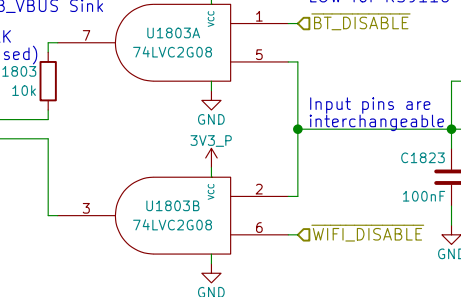 B_VBUS Sink
LOW for RS9116
VCC
1
BT_DISABLE
7
U1803A
74LVC2G08
K
sed)
1803
10k
5
GND
Input pins are
interchangeable
3V3_P
C1823
VCC
2
100nF
3
U1803B
74LVC2G08
6
WIFI_DISABLE
GND
GND